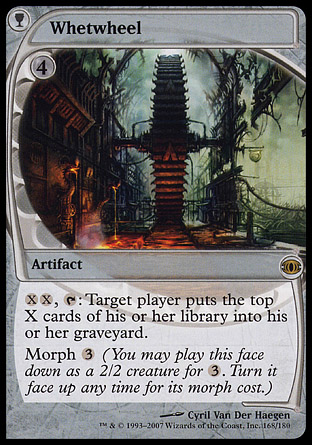 Whetwheel
4
Artifact
X X, T: Target player puts the top
X cards of his or her library into his
or her graveyard.
Morph 3 (You may play this face
down as a 2/2 creature for 3. Turn it
face up any time for its morph cost.)
Cyril Van Der Haegen
™ & © 1993-2007 Wizards of the Coast, Inc. 168/180